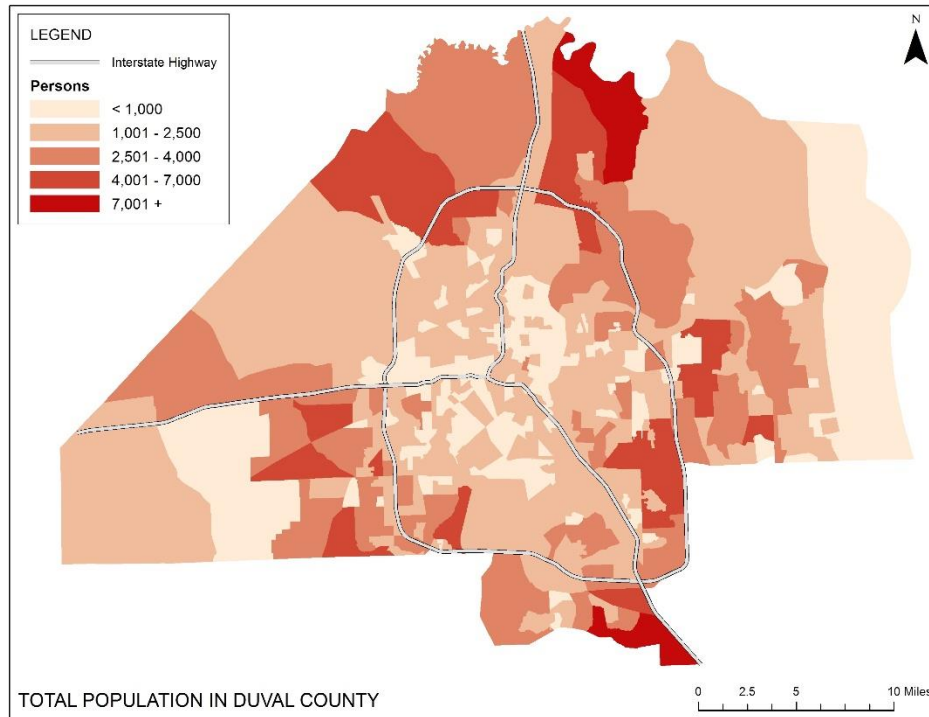 LEGEND
Interstate Highway
Persons
< 1,000
1,001 - 2,500
2,501 - 4,000
4,001 - 7,000
7,001 +
N
TOTAL POPULATION IN DUVAL COUNTY
0 2.5 5 10 Miles